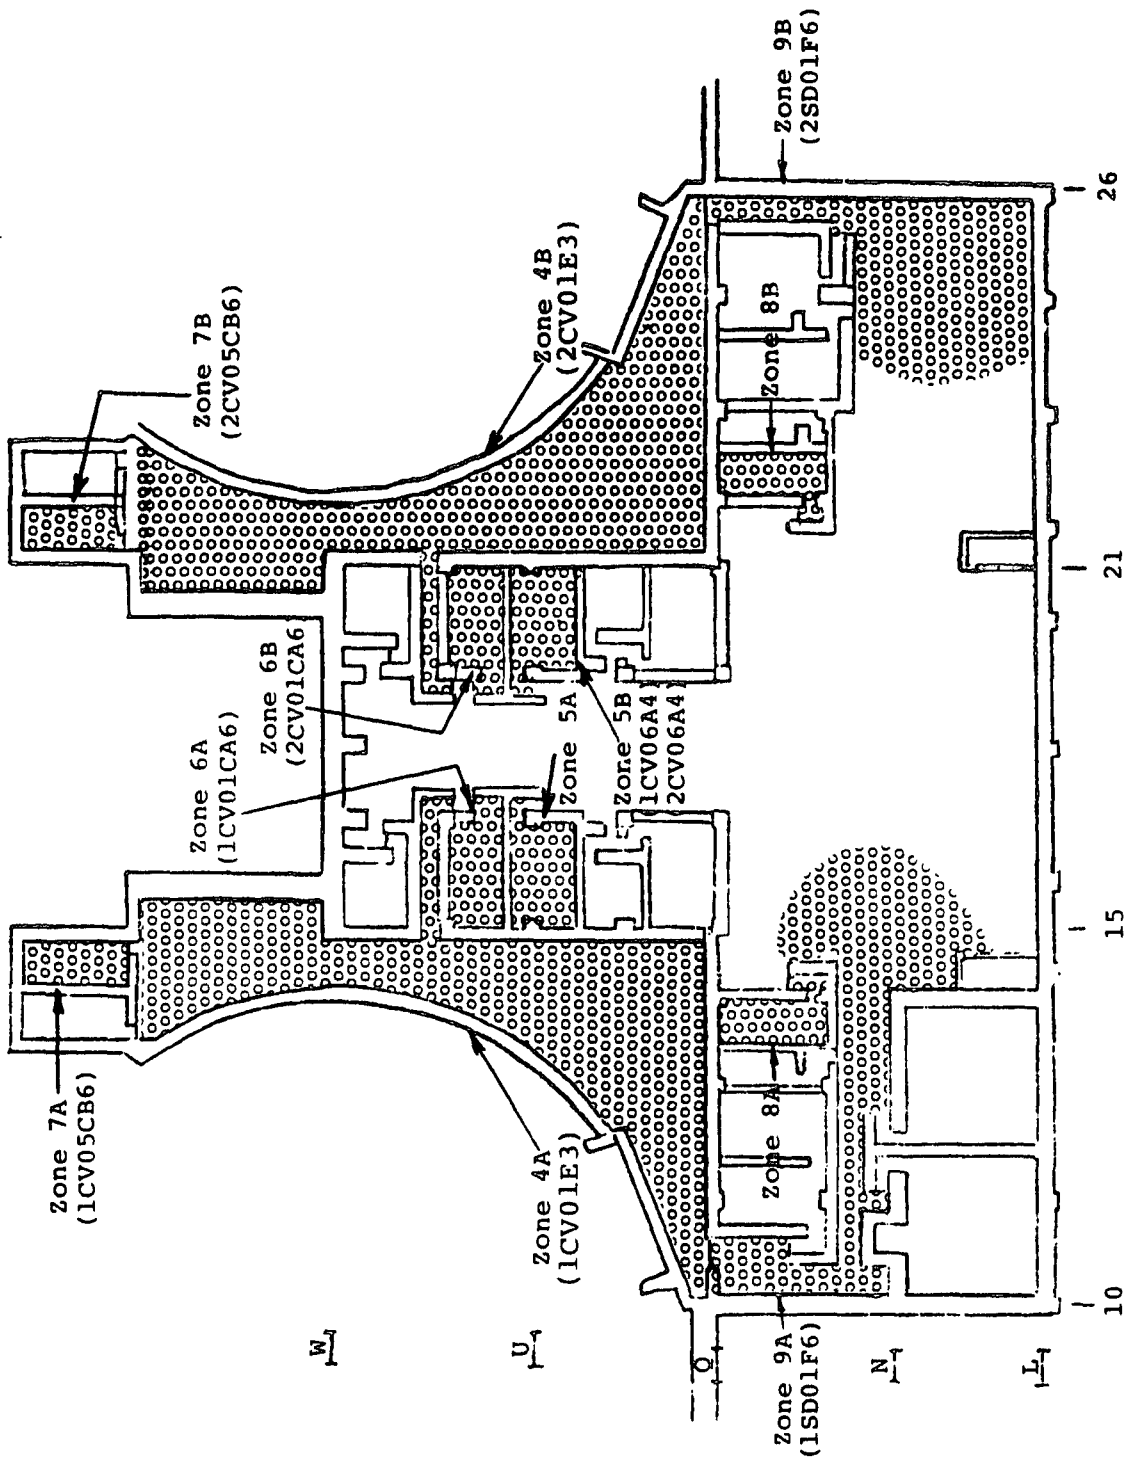 Zone 7A
(1CV05CB6)
Zone 7B
(2CV05CB6)
Zone 6A
(1CV01CA6)
Zone 6B
(2CV01CA6
Zone 4A
(1CV01E3)
Zone 4B
(2CV01E3)
Zone 5A
Zone 5B
1CV06A4
2CV06A4
Zone 8A
Zone 8B
Zone 9A
(1SD01F6)
Zone 9B
(2SD01F6)
W
U
Q
N
L
10
15
21
26